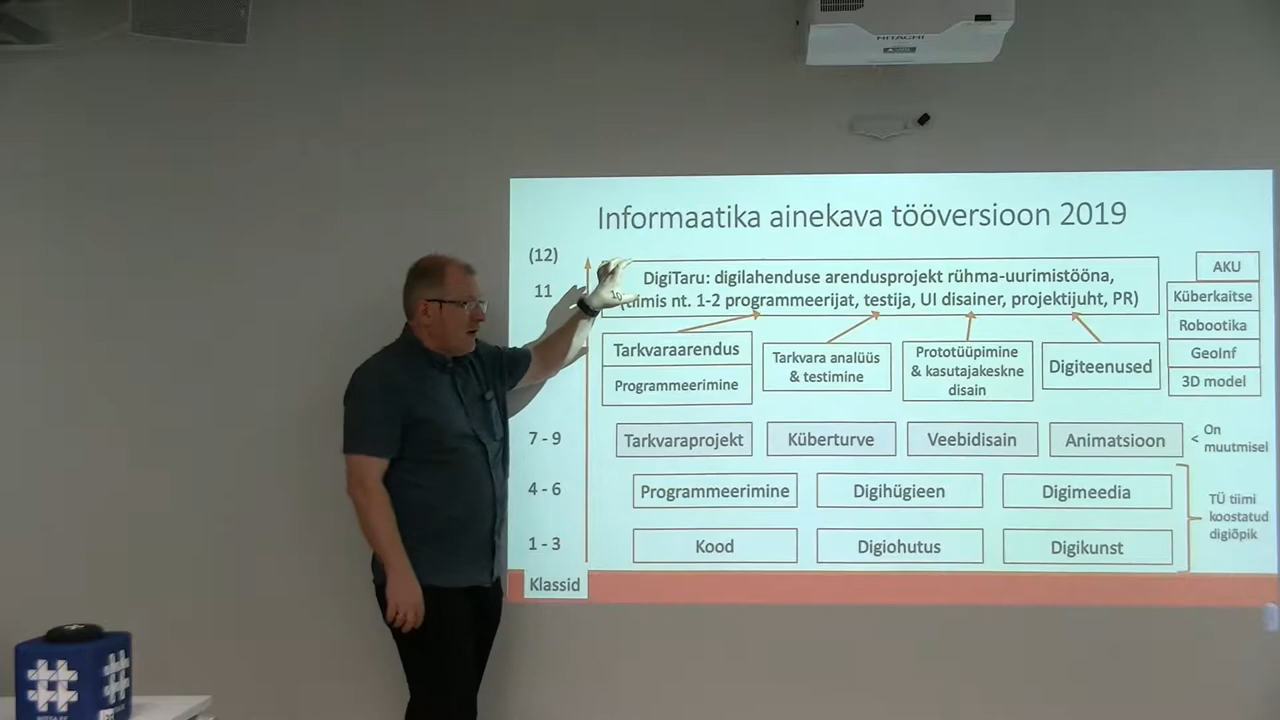 HITACHI
Informaatika ainekava tööversioon 2019
(12)
11
DigiTaru: digilahenduse arendusprojekt rühma-uurimistööna,
nt. 1-2 programmeerijat, testija, UI disainer, projektijuht, PR)
AKU
Küberkaitse
Robootika
GeoInf
3D model
Tarkvaraarendus
Programmeerimine
Tarkvara analüüs
& testimine
Prototüüpimine
& kasutajakeskne
disain
Digiteenused
7 - 9
Tarkvaraprojekt
Küberturve
Veebidisain
Animatsioon
< On
muutmisel
4 - 6
Programmeerimine
Digihügieen
Digimeedia
1 - 3
Kood
Digiohutus
Digikunst
TÜ tiimi
koostatud
digiõpik
Klassid